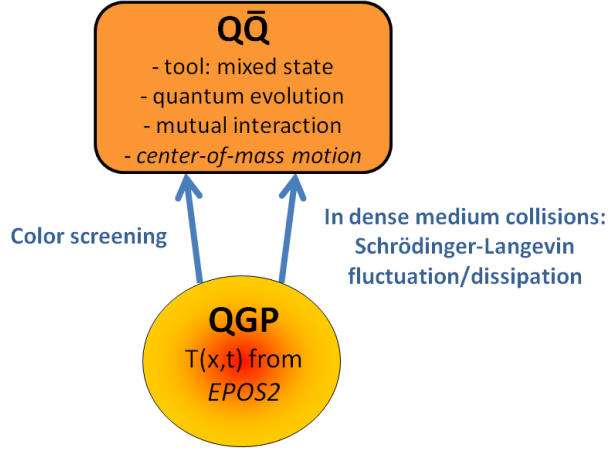 QQ̄
- tool: mixed state
- quantum evolution
- mutual interaction
- center-of-mass motion
Color screening
In dense medium collisions:
Schrödinger-Langevin
fluctuation/dissipation
QGP
T(x,t) from
EPOS2